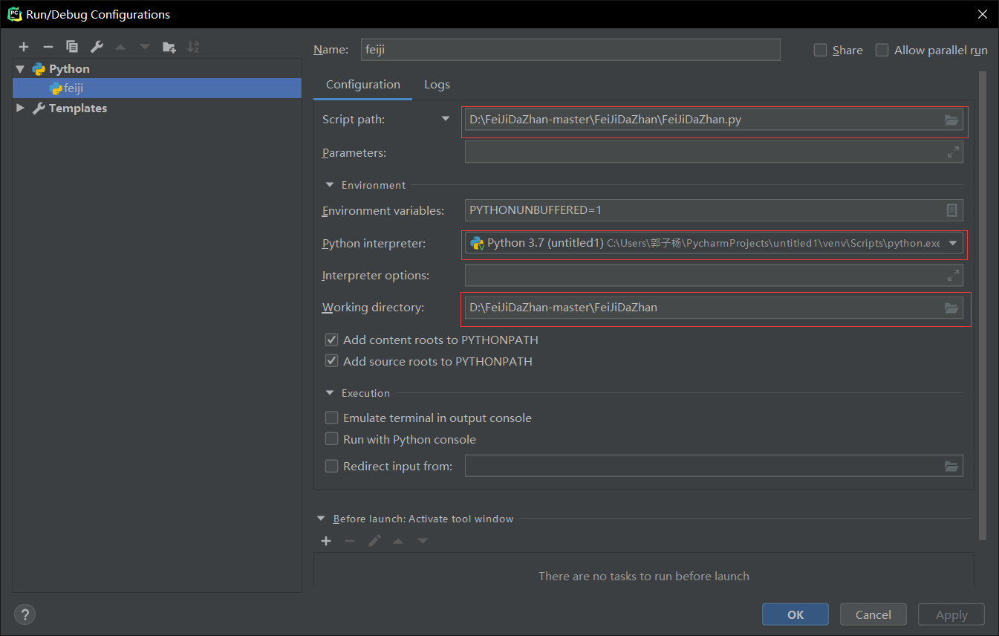 Run/Debug Configurations
Python
feiji
Templates
Name: feiji
Share
Allow parallel run
Configuration Logs
Script path: D:\FeiJiDaZhan-master\FeiJiDaZhan\FeiJiDaZhan.py
Parameters:
Environment
Environment variables: PYTHONUNBUFFERED=1
Python interpreter: Python 3.7 (untitled1) C:\Users\郭子杨\PycharmProjects\untitled1\venv\Scripts\python.exe
Interpreter options:
Working directory: D:\FeiJiDaZhan-master\FeiJiDaZhan
Add content roots to PYTHONPATH
Add source roots to PYTHONPATH
Execution
Emulate terminal in output console
Run with Python console
Redirect input from:
Before launch: Activate tool window
There are no tasks to run before launch
?
OK Cancel Apply